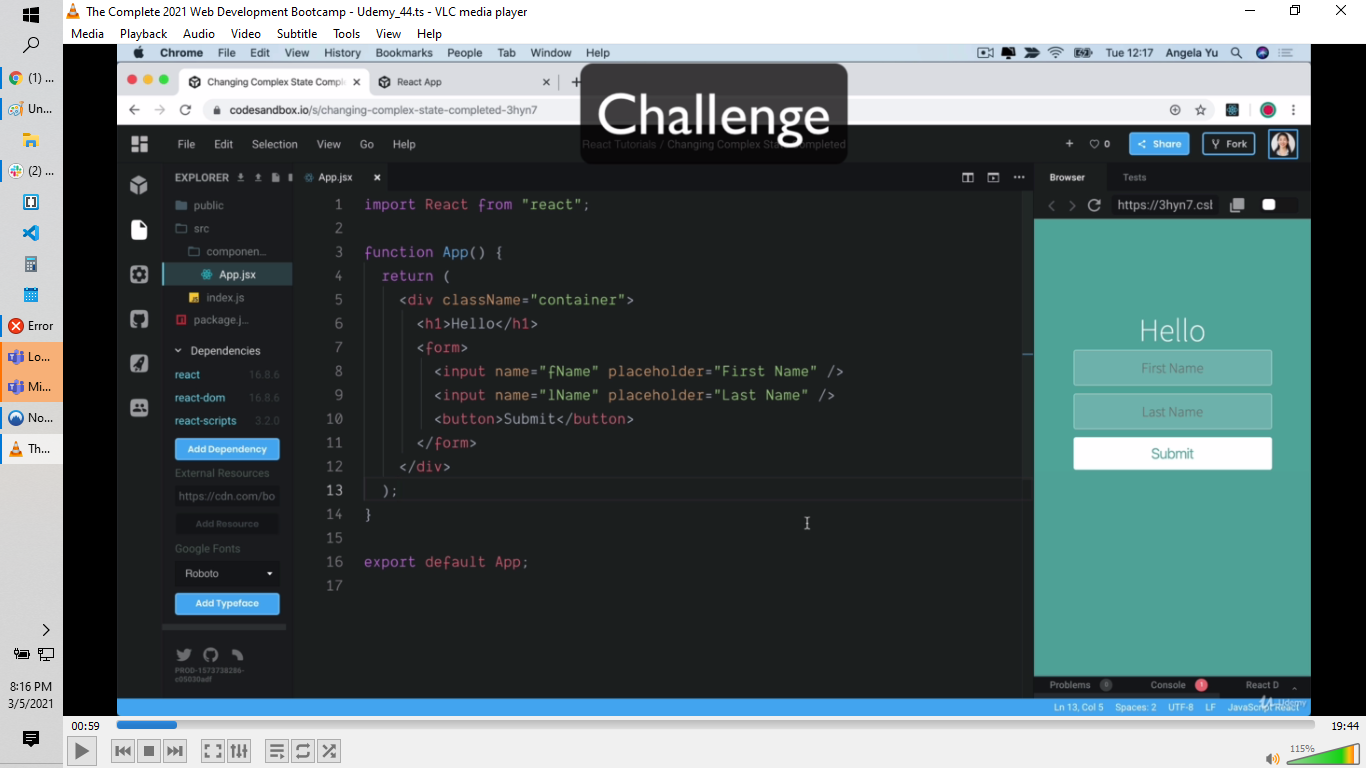 The Complete 2021 Web Development Bootcamp - Udemy_44.ts - VLC media player
Media Playback Audio Video Subtitle Tools View Help
Chrome File Edit View History Bookmarks People Tab Window Help
Tue 12:17 Angela Yu
Changing Complex State Compl
React App
Challenge
codesandbox.io/s/changing-complex-state-completed-3hyn7
File Edit Selection View Go Help
React Tutorials / Changing Complex State Completed
0 Share Fork
EXPLORER
App.jsx
Browser Tests
https://3hyn7.csb
public
src
componen...
App.jsx
index.js
package.j...
Dependencies
react 16.8.6
react-dom 16.8.6
react-scripts 3.2.0
Add Dependency
External Resources
https://cdn.com/bo
Add Resource
Google Fonts
Roboto
Add Typeface
PROD-1573738286-
c05030adf
1 import React from "react";
2
3 function App() {
4 return (
5 <div className="container">
6 <h1>Hello</h1>
7 <form>
8 <input name="fName" placeholder="First Name" />
9 <input name="lName" placeholder="Last Name" />
10 <button>Submit</button>
11 </form>
12 </div>
13 );
14 }
15
16 export default App;
17
Hello
First Name
Last Name
Submit
Problems 0 Console 1 React D
Ln 13, Col 5 Spaces: 2 UTF-8 LF JavaScript React
Udemy
(1) ...
Un...
(2) ...
Error
Lo...
Mi...
No...
Th...
8:16 PM
3/5/2021
00:59
19:44
115%